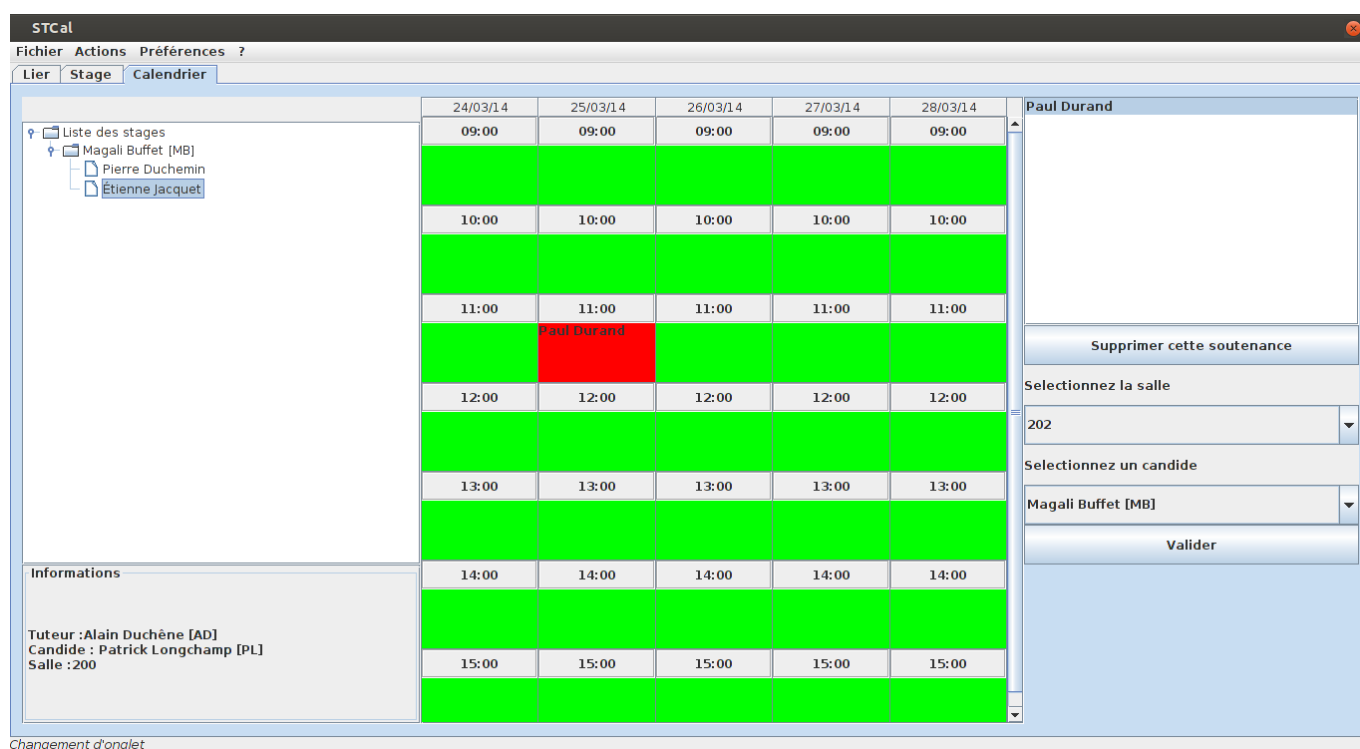 STCal
Fichier Actions Préférences ?
Lier Stage Calendrier
Liste des stages
Magali Buffet [MB]
Pierre Duchemin
Étienne Jacquet
Informations
Tuteur :Alain Duchêne [AD]
Candide : Patrick Longchamp [PL]
Salle :200
24/03/14 25/03/14 26/03/14 27/03/14 28/03/14
09:00 09:00 09:00 09:00 09:00
10:00 10:00 10:00 10:00 10:00
11:00 11:00 11:00 11:00 11:00
Paul Durand
12:00 12:00 12:00 12:00 12:00
13:00 13:00 13:00 13:00 13:00
14:00 14:00 14:00 14:00 14:00
15:00 15:00 15:00 15:00 15:00
Paul Durand
Supprimer cette soutenance
Selectionnez la salle
202
Selectionnez un candide
Magali Buffet [MB]
Valider
Changement d'onglet